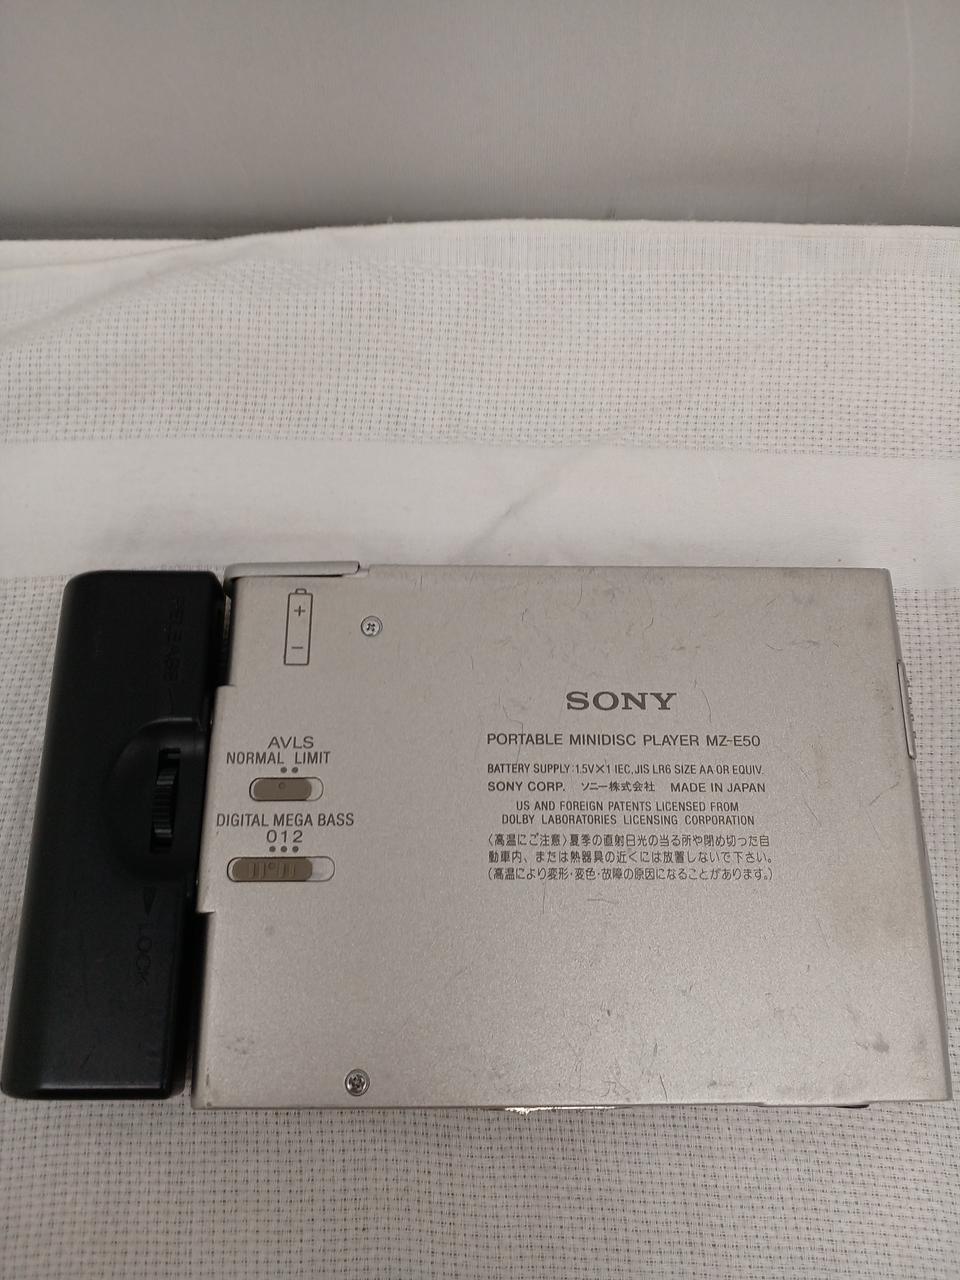 RELEASE
LOCK
+
−
AVLS
NORMAL LIMIT
DIGITAL MEGA BASS
0 1 2
SONY
PORTABLE MINIDISC PLAYER MZ-E50
BATTERY SUPPLY:1.5V×1 IEC, JIS LR6 SIZE AA OR EQUIV.
SONY CORP. ソニー株式会社 MADE IN JAPAN
US AND FOREIGN PATENTS LICENSED FROM
DOLBY LABORATORIES LICENSING CORPORATION
〈高温にご注意〉夏季の直射日光の当る所や閉め切った自
動車内、または熱器具の近くには放置しないで下さい。
(高温により変形・変色・故障の原因になることがあります。)